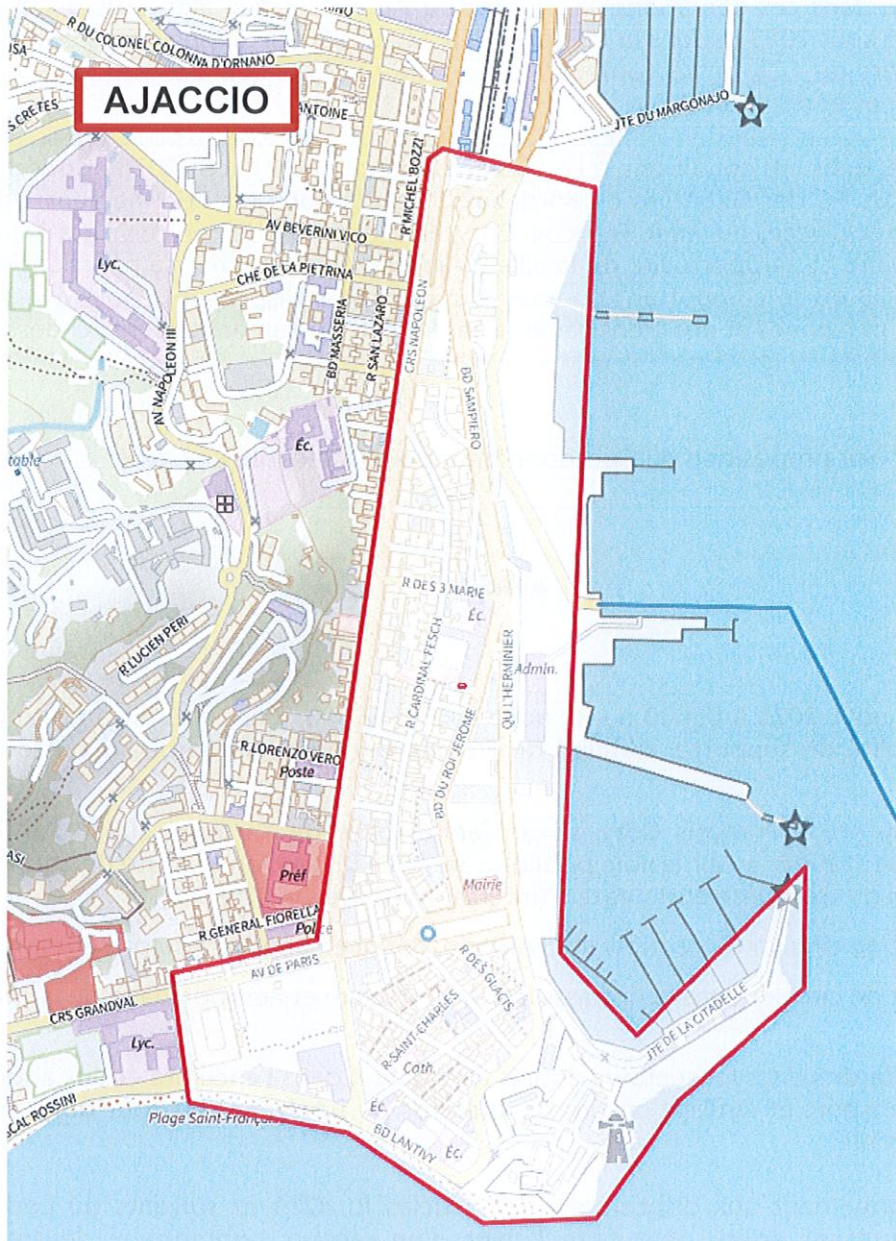 R DU COLONEL COLONNA D'ORNANO
AJACCIO
JTE DU MARGONAJO
R MICHEL BOZZI
AV BEVERINI VICO
Lyc.
CHE DE LA PIETRINA
BD MASSERIA
R SAN LAZARO
CRS NAPOLEON
AV NAPOLEON III
BD SAMPIERO
Éc.
R DES 3 MARIE
Éc.
R LUCIEN PERI
R CARDINAL FESCH
QU L'HERMINIER
Admin.
R LORENZO VERO
Poste
BD DU ROI JEROME
Préf
Mairie
R GENERAL FIORELLA
Police
AV DE PARIS
R DES GLACIS
CRS GRANDVAL
R SAINT-CHARLES
JTE DE LA CITADELLE
Lyc.
Cath.
Éc.
Plage Saint-François
BD LANTIVY
Éc.